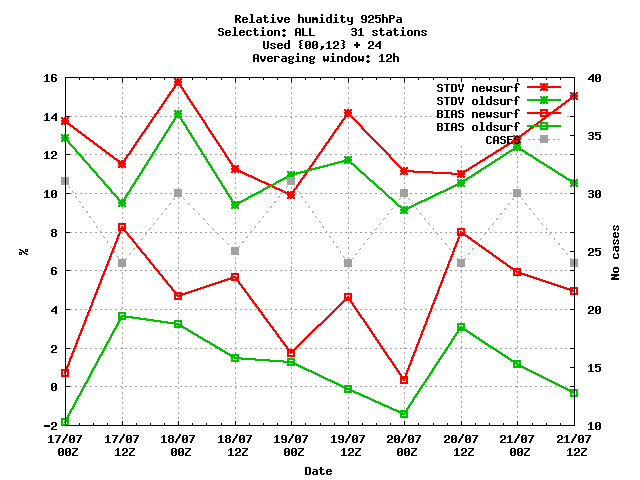 Relative humidity 925hPa
Selection: ALL     31 stations
Used {00,12} + 24
Averaging window: 12h
16 40
STDV newsurf
STDV oldsurf
BIAS newsurf
BIAS oldsurf
CASES
14
35
12
10 30
8
%
No cases
6
25
4 20
2
15
0
-2 10
17/07 17/07 18/07 18/07 19/07 19/07 20/07 20/07 21/07 21/07
00Z 12Z 00Z 12Z 00Z 12Z 00Z 12Z 00Z 12Z
Date